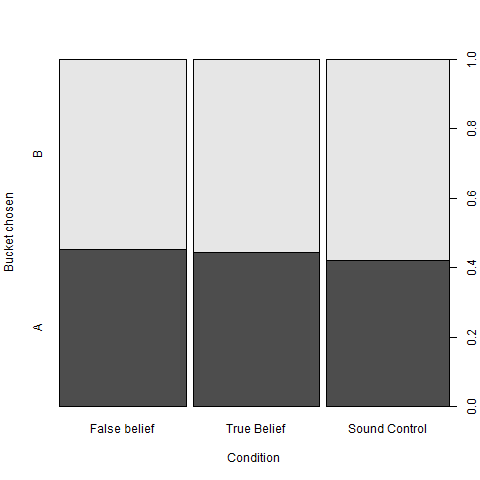 Bucket chosen
B
A
1.0
0.8
0.6
0.4
0.2
0.0
False belief
True Belief
Sound Control
Condition